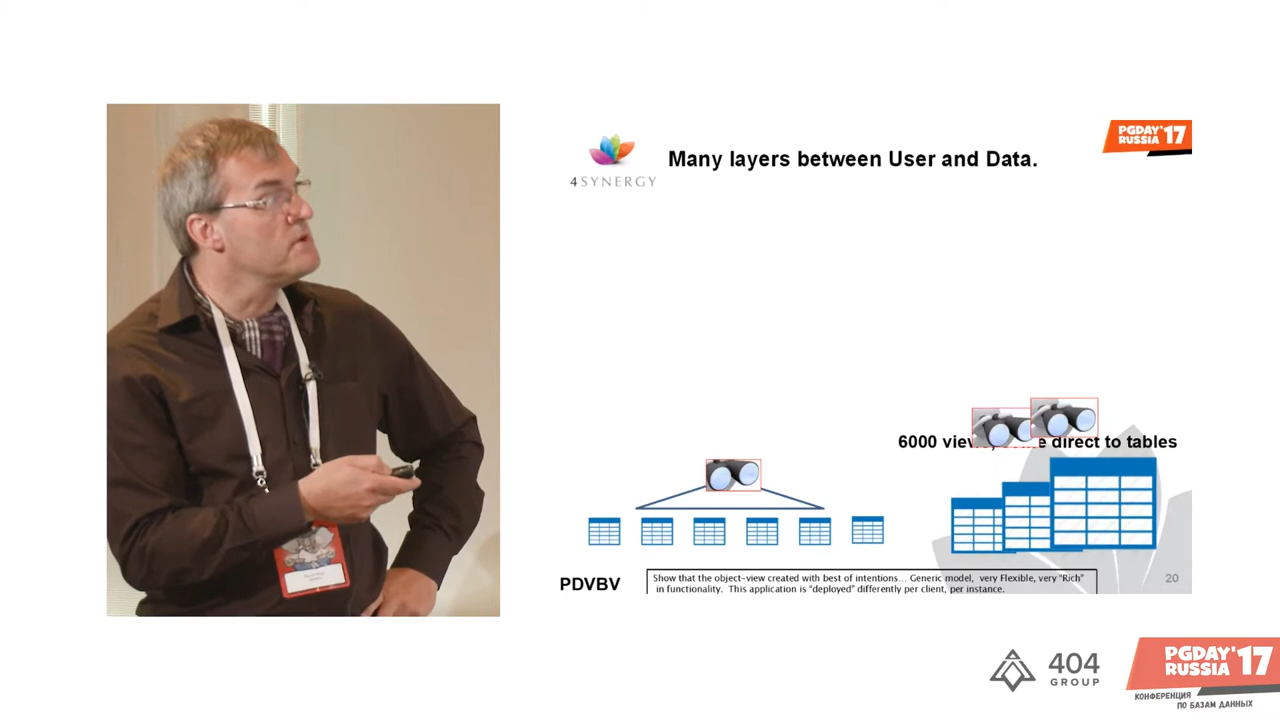 4SYNERGY
Many layers between User and Data.
PGDAY'17
RUSSIA
6000 view direct to tables
PDVBV
Show that the object-view created with best of intentions... Generic model, very Flexible, very "Rich"
in functionality. This application is "deployed" differently per client, per instance.
20
404
GROUP
PGDAY'17
RUSSIA
КОНФЕРЕНЦИЯ
ПО БАЗАМ ДАННЫХ